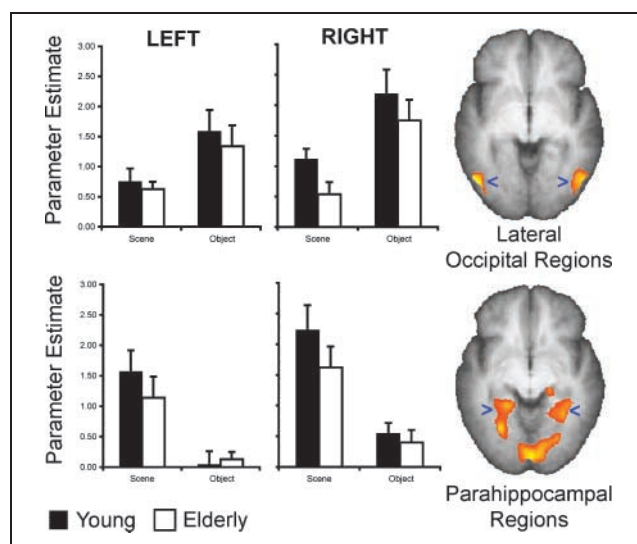 LEFT
RIGHT
Parameter Estimate
3.00
2.50
2.00
1.50
1.00
0.50
0.00
Scene
Object
Scene
Object
<
>
Lateral
Occipital Regions
Parameter Estimate
3.00
2.50
2.00
1.50
1.00
0.50
0.00
Scene
Object
Scene
Object
>
<
Parahippocampal
Regions
Young
Elderly